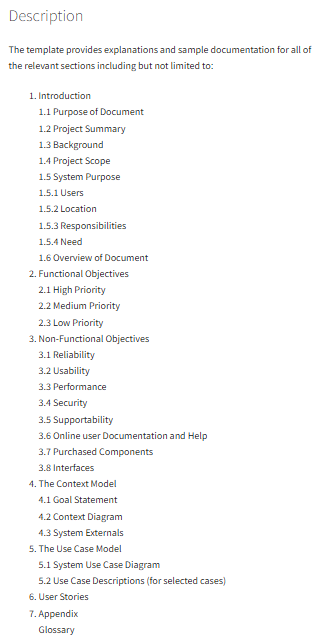 Description
The template provides explanations and sample documentation for all of
the relevant sections including but not limited to:
1. Introduction
1.1 Purpose of Document
1.2 Project Summary
1.3 Background
1.4 Project Scope
1.5 System Purpose
1.5.1 Users
1.5.2 Location
1.5.3 Responsibilities
1.5.4 Need
1.6 Overview of Document
2. Functional Objectives
2.1 High Priority
2.2 Medium Priority
2.3 Low Priority
3. Non-Functional Objectives
3.1 Reliability
3.2 Usability
3.3 Performance
3.4 Security
3.5 Supportability
3.6 Online user Documentation and Help
3.7 Purchased Components
3.8 Interfaces
4. The Context Model
4.1 Goal Statement
4.2 Context Diagram
4.3 System Externals
5. The Use Case Model
5.1 System Use Case Diagram
5.2 Use Case Descriptions (for selected cases)
6. User Stories
7. Appendix
Glossary